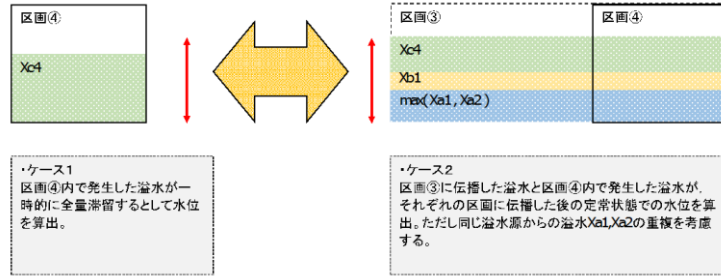 区画④
Xc4
区画③
区画④
Xc4
Xb1
max(Xa1,Xa2)
・ケース1
区画④内で発生した溢水が一
時的に全量滞留するとして水位
を算出。
・ケース2
区画③に伝播した溢水と区画④内で発生した溢水が、
それぞれの区画に伝播した後の定常状態での水位を算
出。ただし同じ溢水源からの溢水Xa1,Xa2の重複を考慮
する。